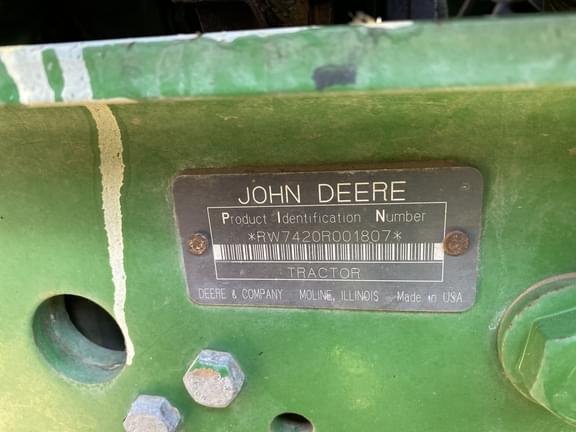 JOHN DEERE
Product Identification Number
*RW7420R001807*
TRACTOR
DEERE & COMPANY MOLINE, ILLINOIS Made in USA